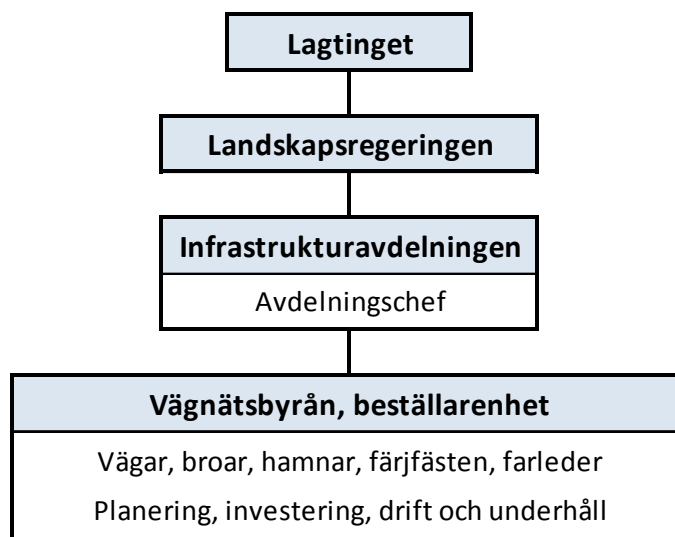 Lagtinget
Landskapsregeringen
Infrastrukturavdelningen
Avdelningschef
Vägnätsbyrån, beställarenhet
Vägar, broar, hamnar, färjfästen, farleder
Planering, investering, drift och underhåll